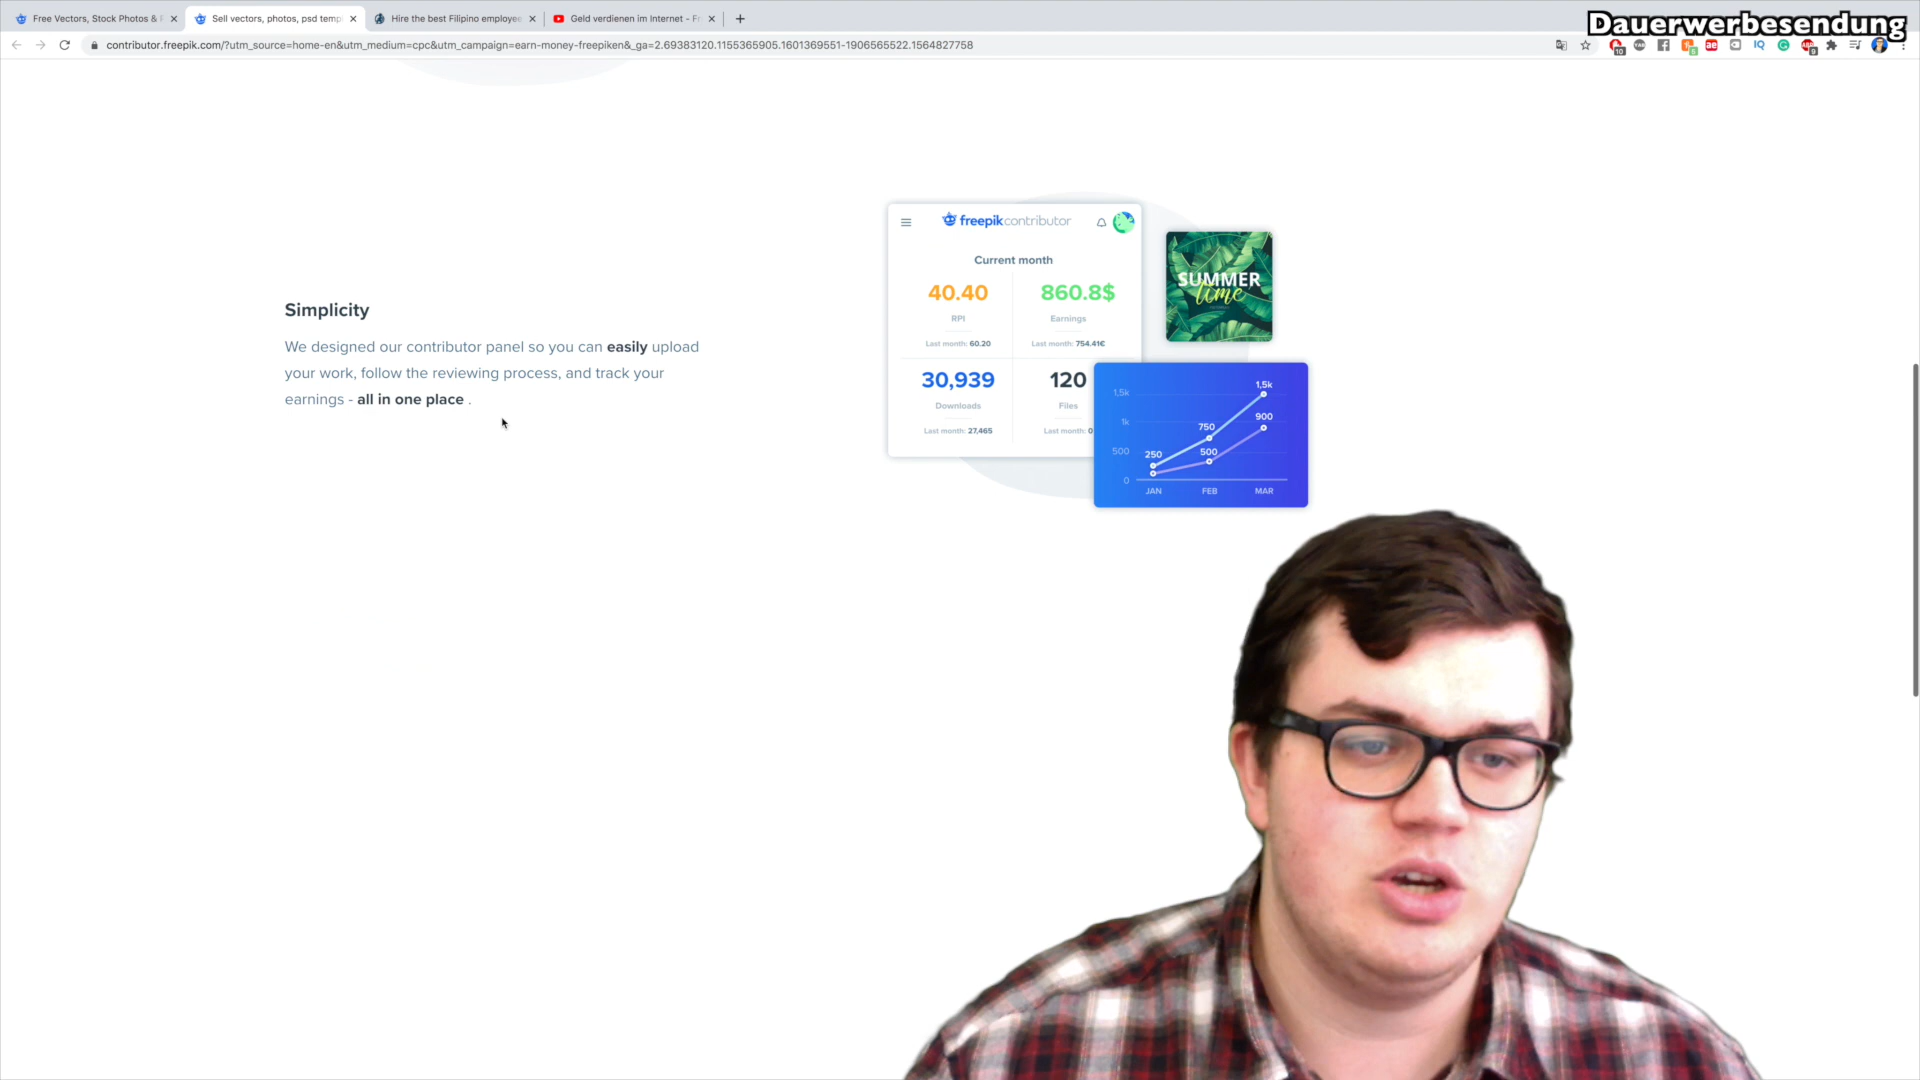 Free Vectors, Stock Photos &
Sell vectors, photos, psd temp
Hire the best Filipino employee
Geld verdienen im Internet - F
Dauerwerbesendung
contributor.freepik.com/?utm_source=home-en&utm_medium=cpc&utm_campaign=earn-money-freepiken&_ga=2.69383120.1155365905.1601369551-1906565522.1564827758
Simplicity
We designed our contributor panel so you can easily upload
your work, follow the reviewing process, and track your
earnings - all in one place .
freepikcontributor
Current month
40.40
RPI
Last month: 60.20
860.8$
Earnings
Last month: 754.41€
30,939
Downloads
Last month: 27,465
120
Files
Last month: 0
SUMMER
time
1,5k
1k
500
0
250
750
500
1,5k
900
JAN
FEB
MAR